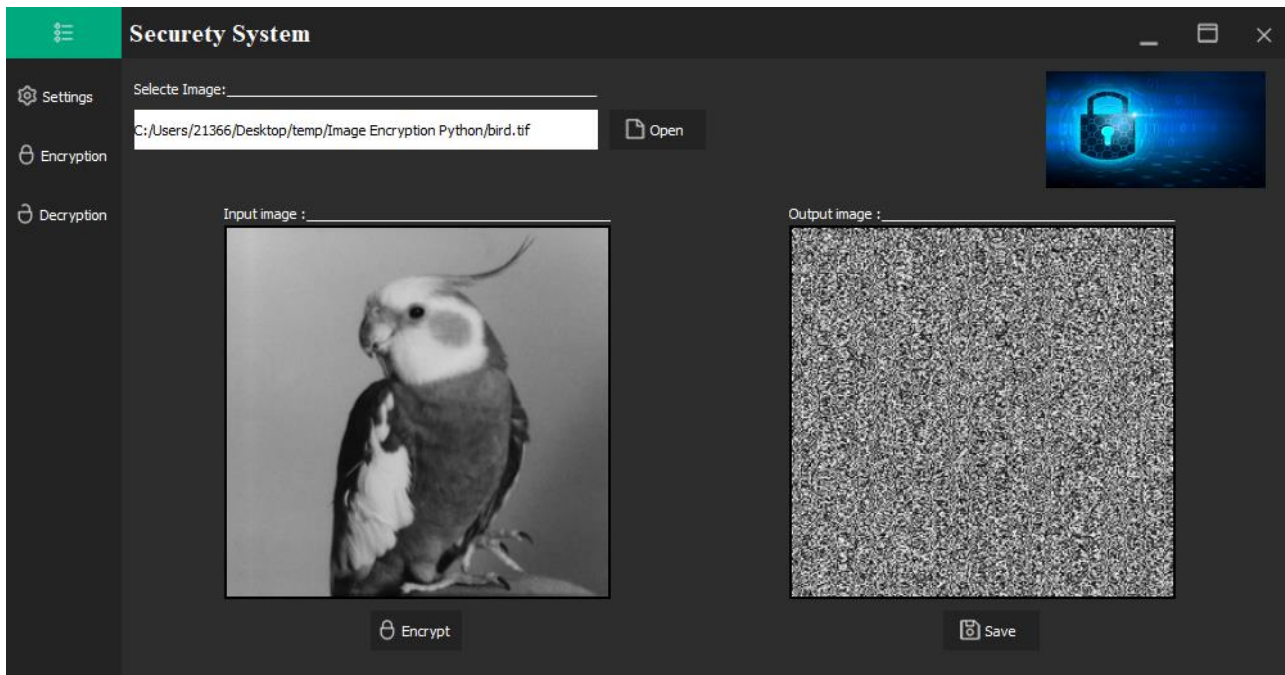 Securety System
Settings
Encryption
Decryption
Selecte Image:
C:/Users/21366/Desktop/temp/Image Encryption Python/bird.tif
Open
Input image :
Output image :
Encrypt
Save